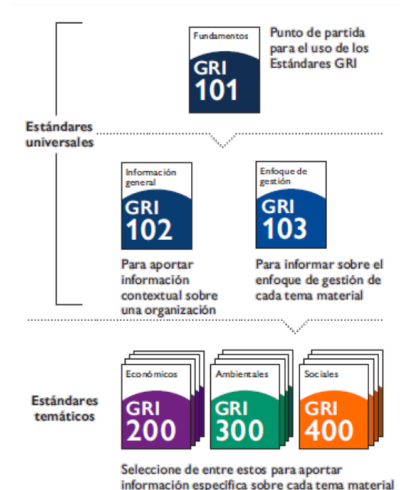 Fundamentos
GRI
101
Punto de partida
para el uso de los
Estándares GRI
Estándares
universales
Información
general
GRI
102
Enfoque de
gestión
GRI
103
Para aportar
información
contextual sobre
una organización
Para informar sobre el
enfoque de gestión de
cada tema material
Estándares
temáticos
Económicos
GRI
200
Ambientales
GRI
300
Sociales
GRI
400
Seleccione de entre estos para aportar
información específica sobre cada tema material